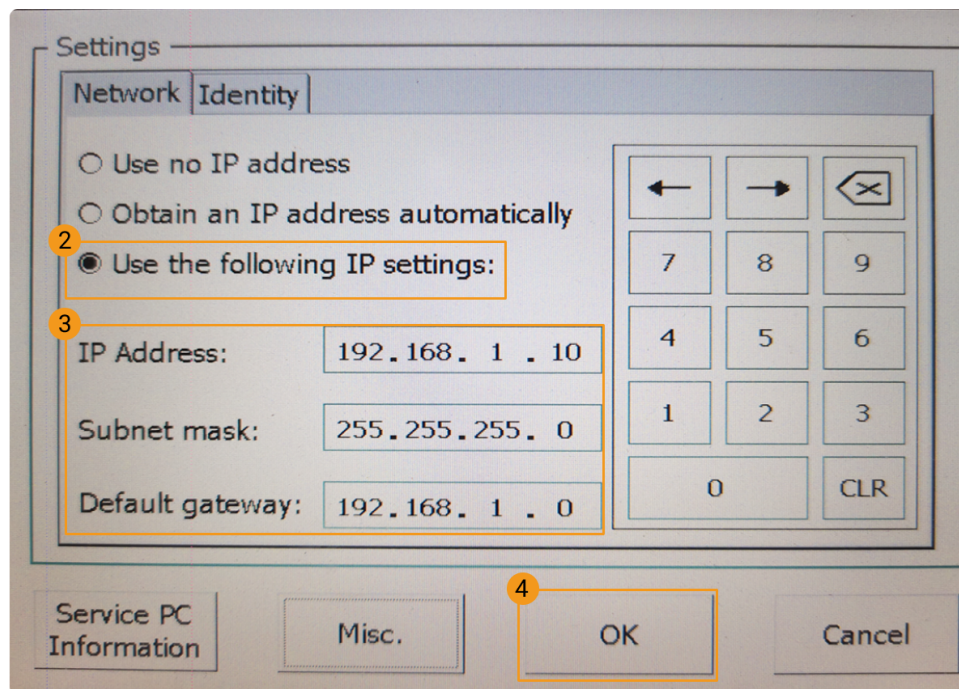 Settings
Network Identity
Use no IP address
Obtain an IP address automatically
2
Use the following IP settings:
3
IP Address: 192.168. 1 . 10
Subnet mask: 255.255.255. 0
Default gateway: 192.168. 1 . 0
7 8 9
4 5 6
1 2 3
0 CLR
Service PC
Information
Misc.
4
OK
Cancel